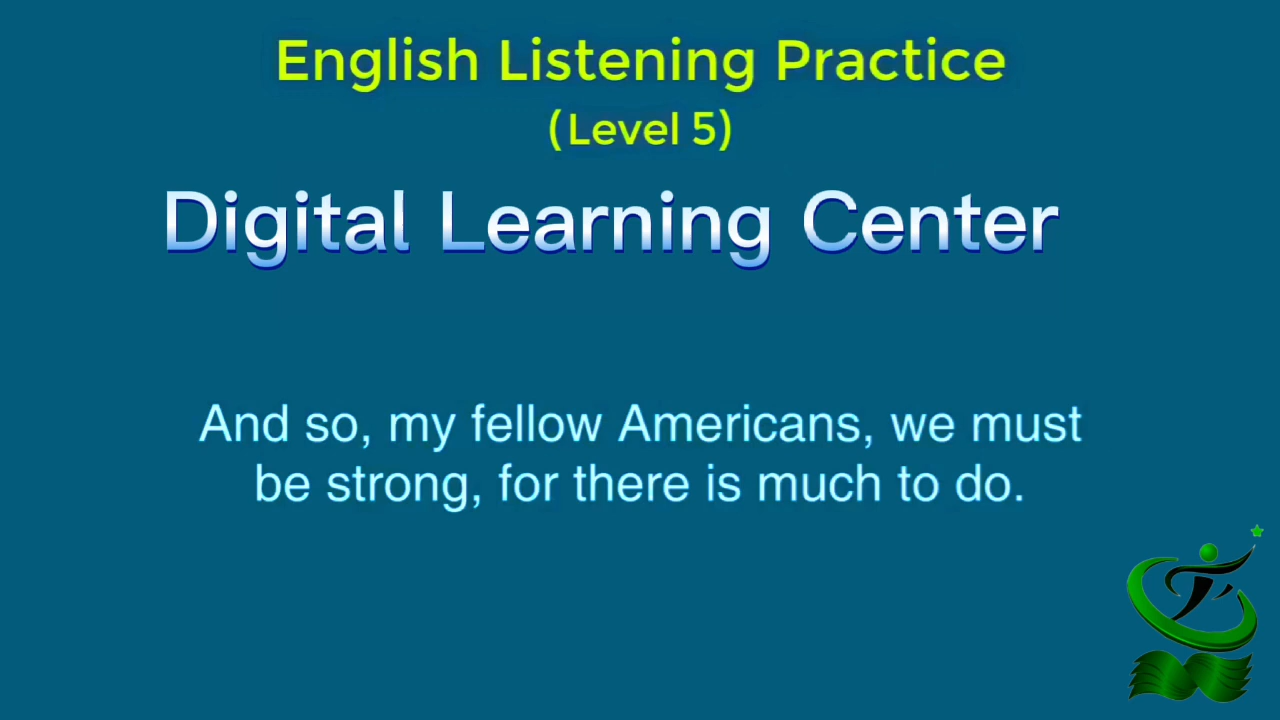 English Listening Practice
(Level 5)
Digital Learning Center
And so, my fellow Americans, we must
be strong, for there is much to do.